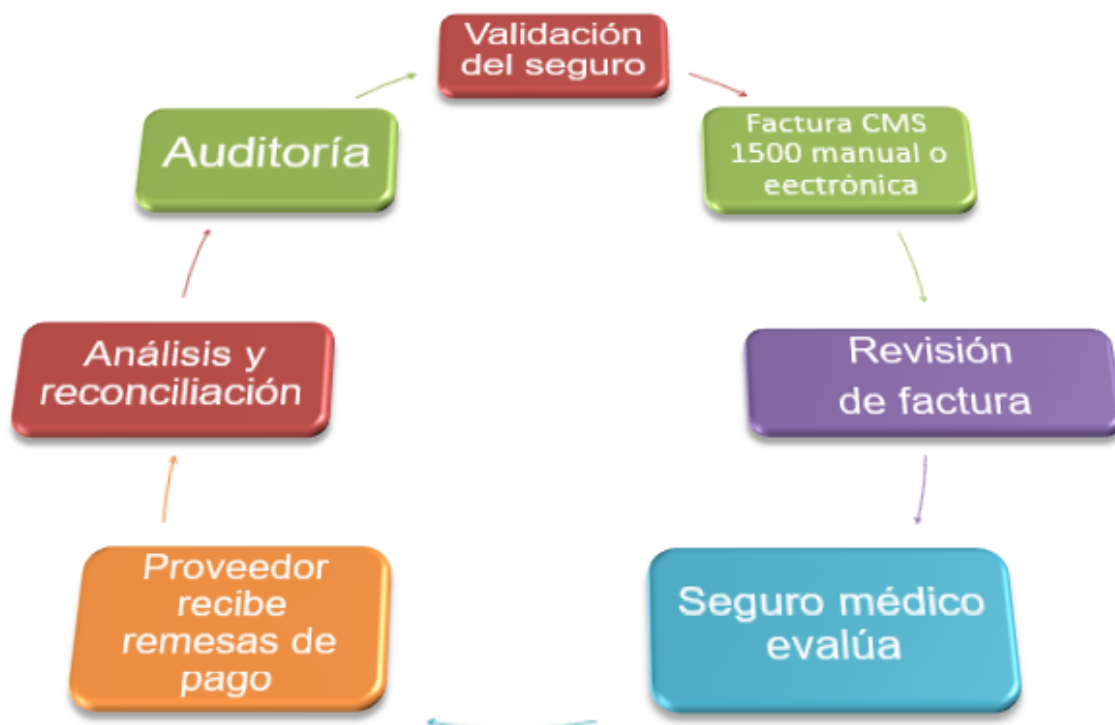 Validación
del seguro
Factura CMS
1500 manual o
eectrónica
Revisión
de factura
Seguro médico
evalúa
Proveedor
recibe
remesas de
pago
Análisis y
reconciliación
Auditoría